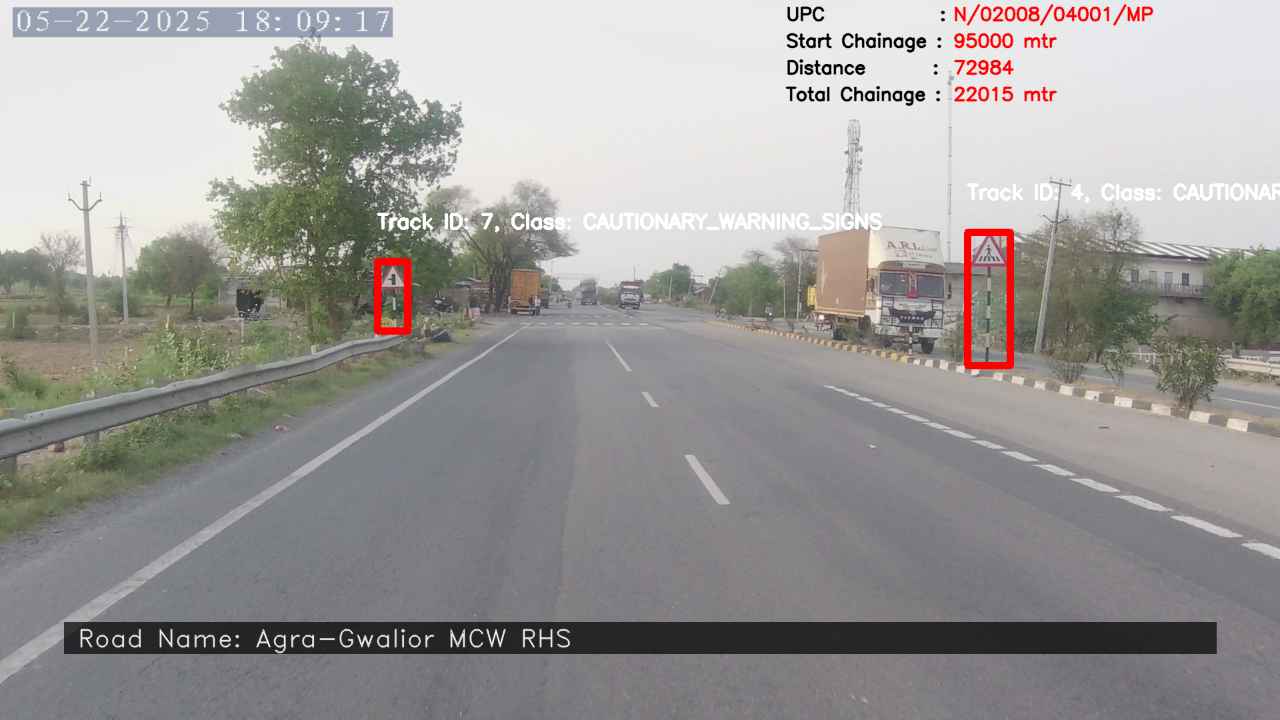 05-22-2025 18:09:17
UPC : N/02008/04001/MP
Start Chainage : 95000 mtr
Distance : 72984
Total Chainage : 22015 mtr
Track ID: 4, Class: CAUTIONAR
Track ID: 7, Class: CAUTIONARY_WARNING_SIGNS
A.R.L.
Road Name: Agra-Gwalior MCW RHS